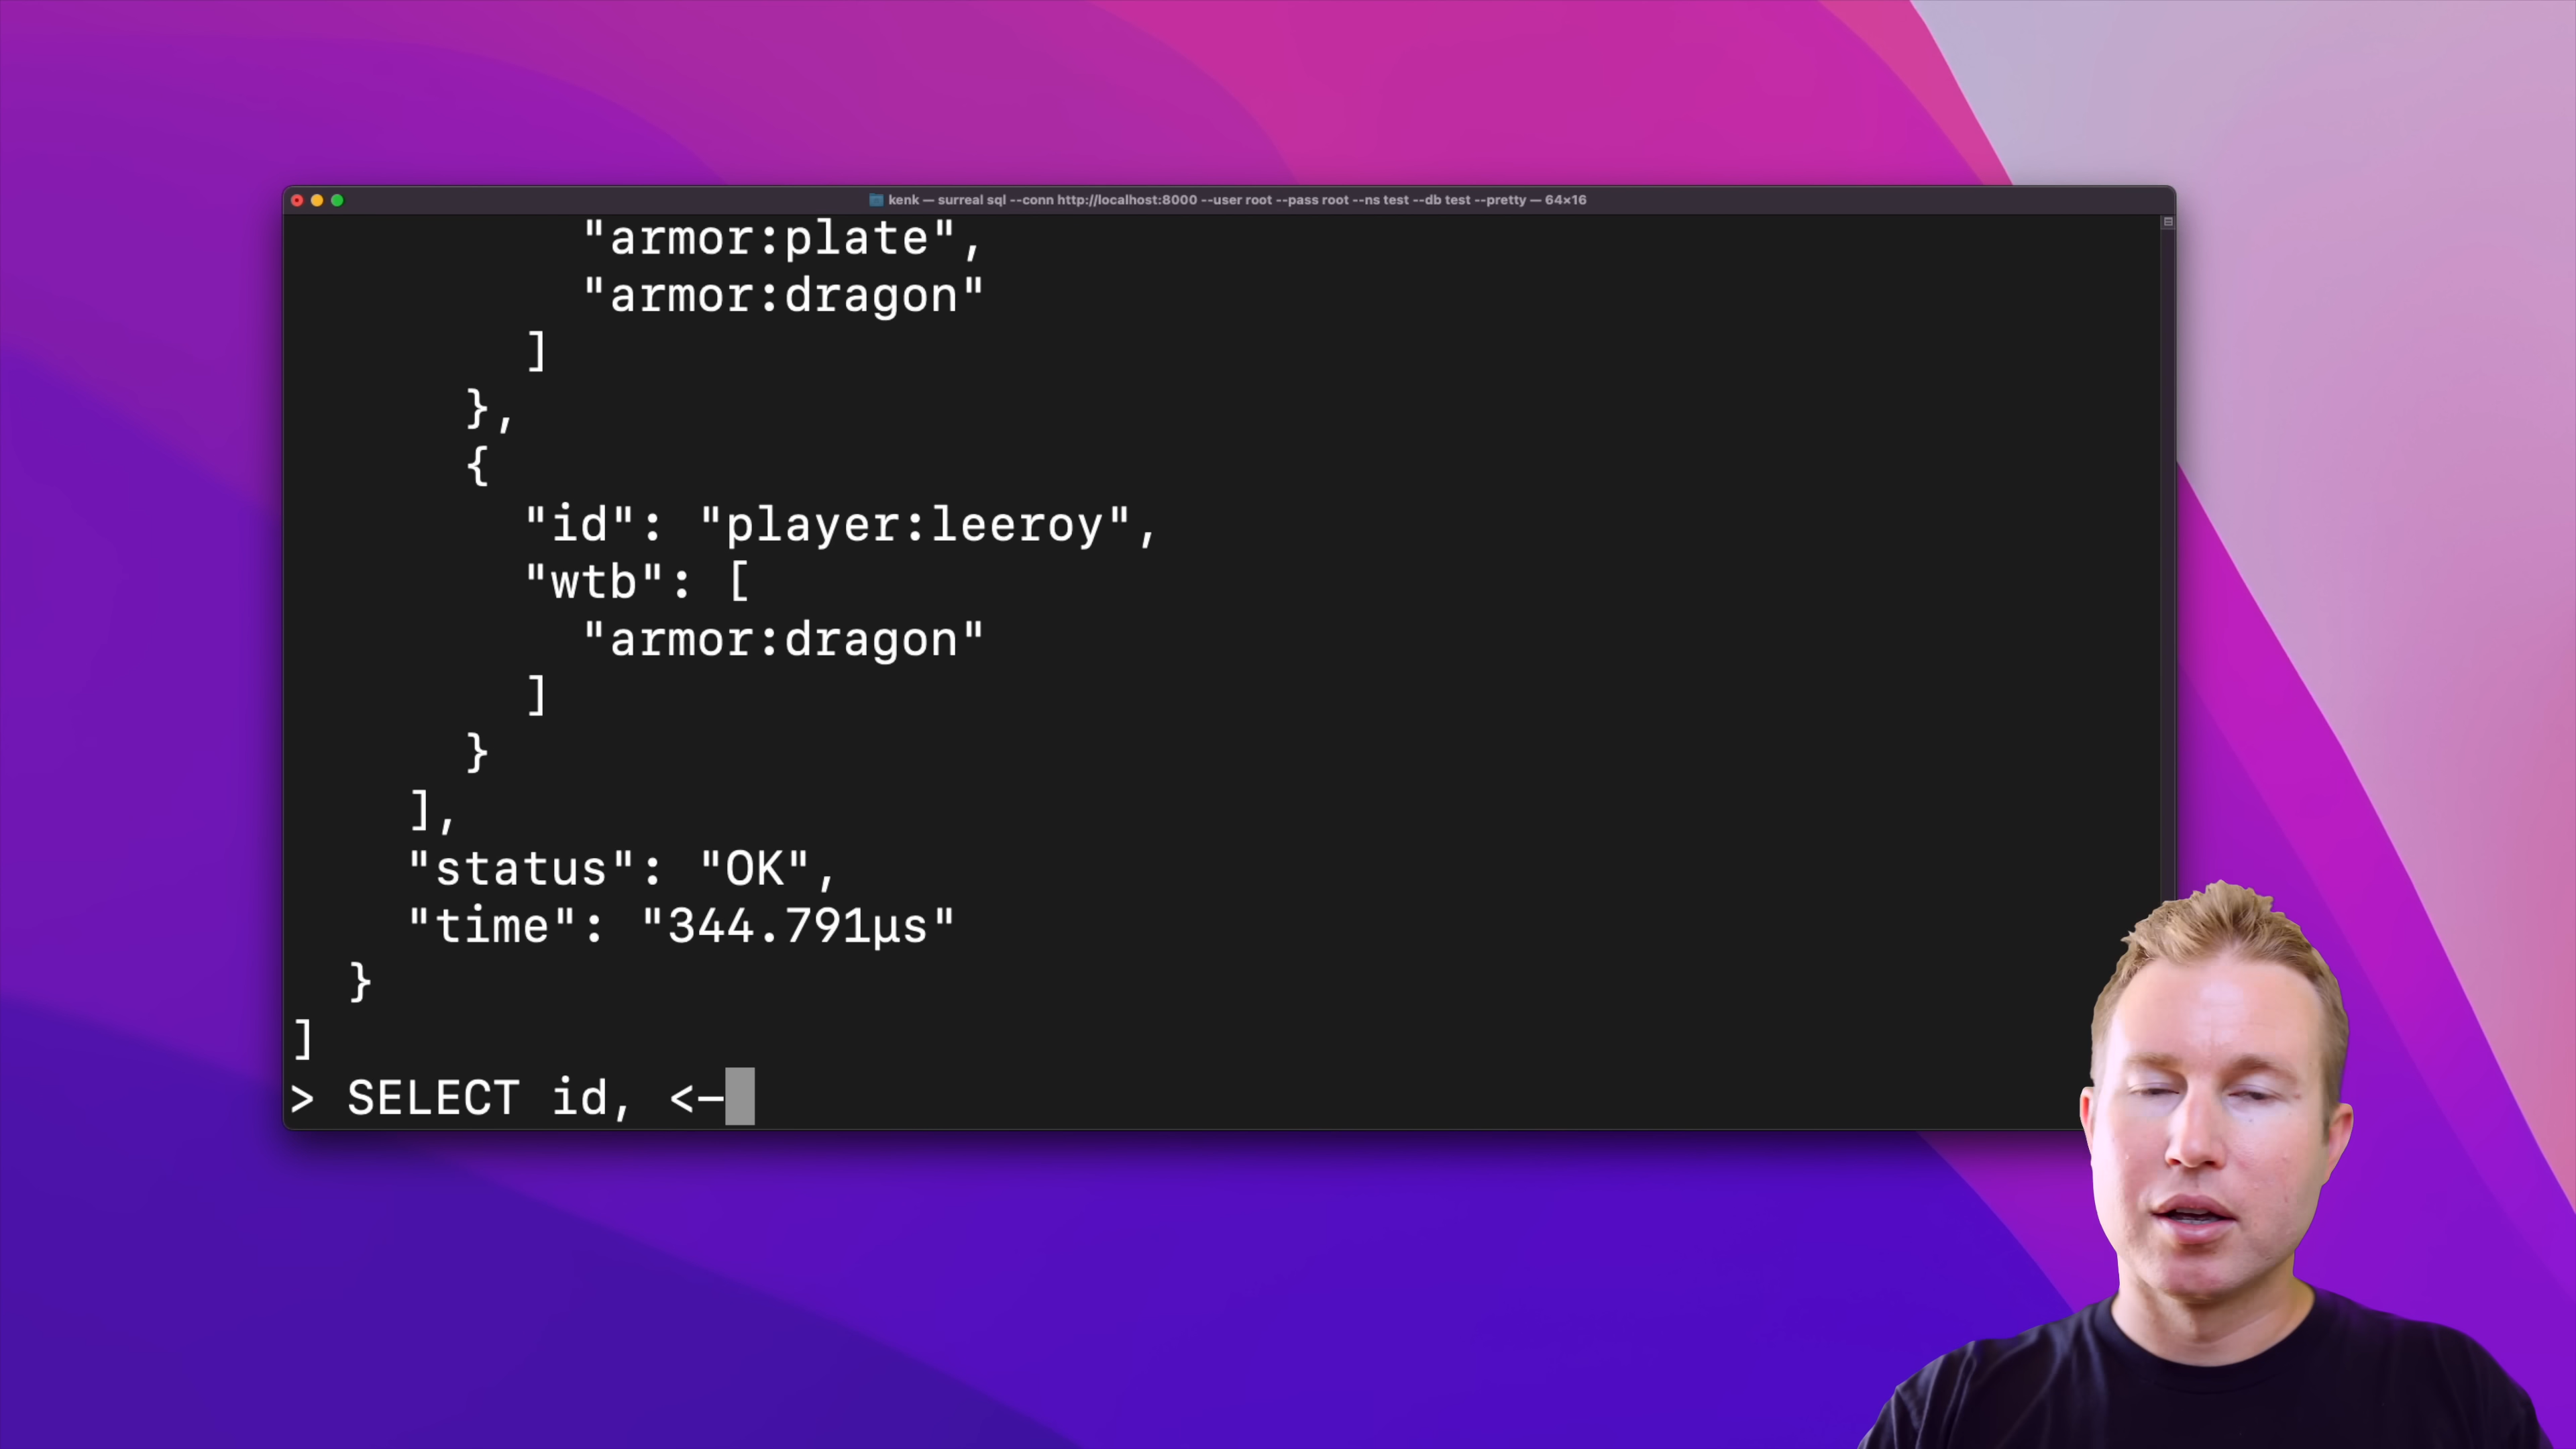 kenk — surreal sql --conn http://localhost:8000 --user root --pass root --ns test --db test --pretty — 64×16
"armor:plate",
"armor:dragon"
]
},
{
"id": "player:leeroy",
"wtb": [
"armor:dragon"
]
}
],
"status": "OK",
"time": "344.791µs"
}
]
> SELECT id, <-